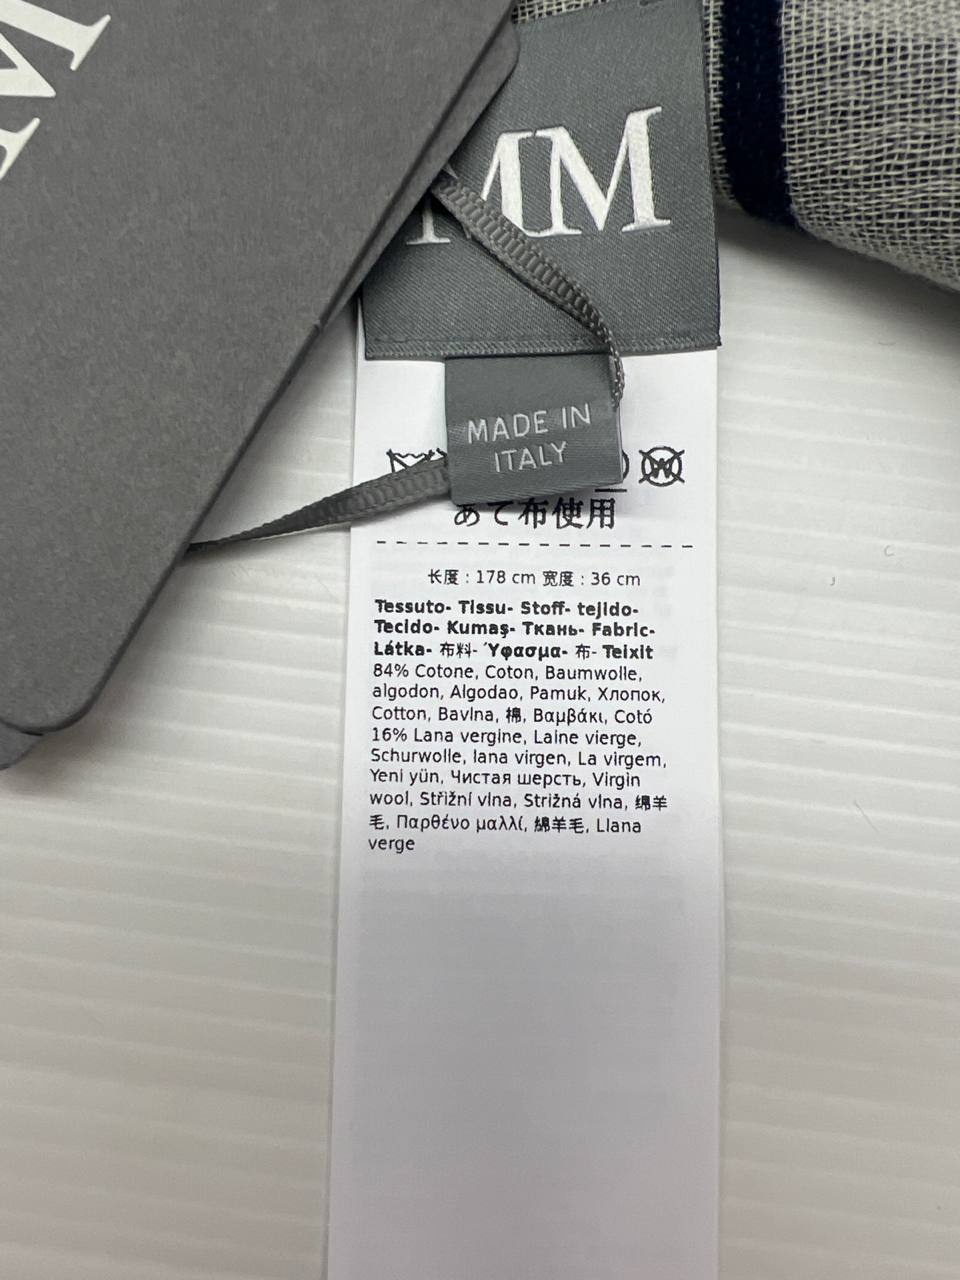 MM
MADE IN
ITALY
あて布使用
长度 : 178 cm 宽度 : 36 cm
Tessuto- Tissu- Stoff- tejido-
Tecido- Kumaş- Ткань- Fabric-
Látka- 布料- Ύφασμα- 布- Teixit
84% Cotone, Coton, Baumwolle,
algodon, Algodao, Pamuk, Хлопок,
Cotton, Bavlna, 棉, Βαμβάκι, Cotó
16% Lana vergine, Laine vierge,
Schurwolle, lana virgen, La virgem,
Yeni yün, Чистая шерсть, Virgin
wool, Střižní vlna, Strižná vlna, 绵羊
毛, Παρθένο μαλλί, 綿羊毛, Llana
verge